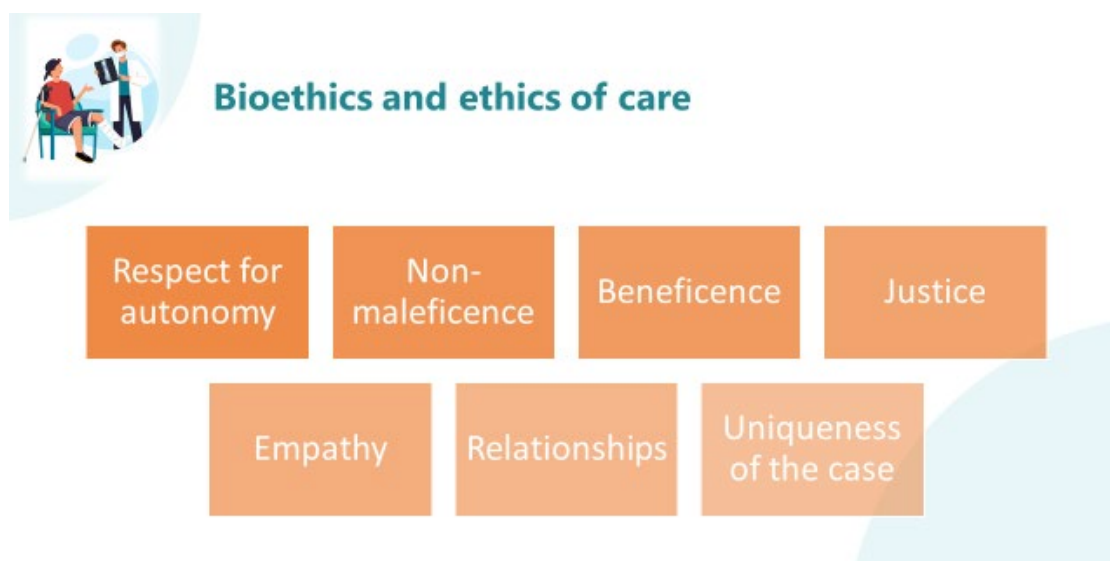 Bioethics and ethics of care
Respect for
autonomy
Non-
maleficence
Beneficence
Justice
Empathy
Relationships
Uniqueness
of the case